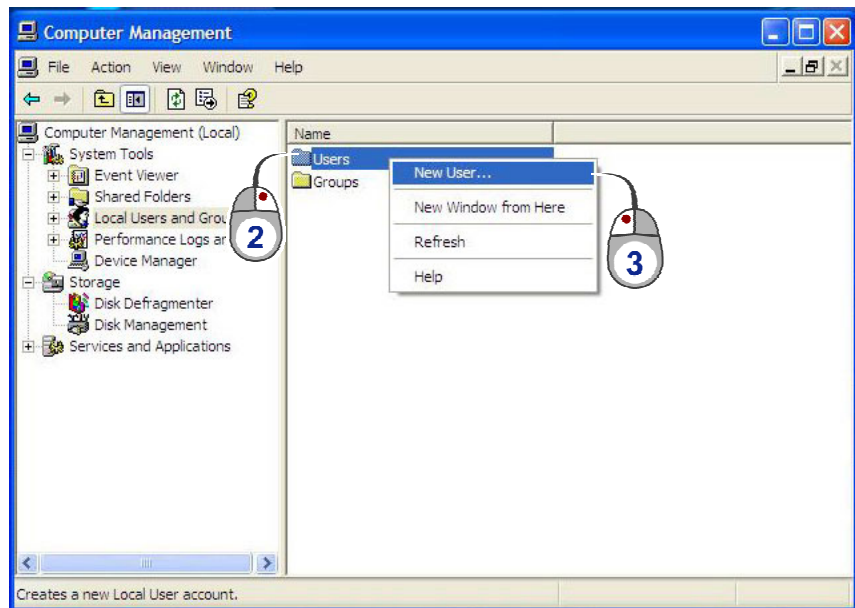 Computer Management
File Action View Window Help
Computer Management (Local)
System Tools
Event Viewer
Shared Folders
Local Users and Grou
Performance Logs ar
Device Manager
Storage
Disk Defragmenter
Disk Management
Services and Applications
Name
Users
Groups
New User...
New Window from Here
Refresh
Help
2
3
Creates a new Local User account.